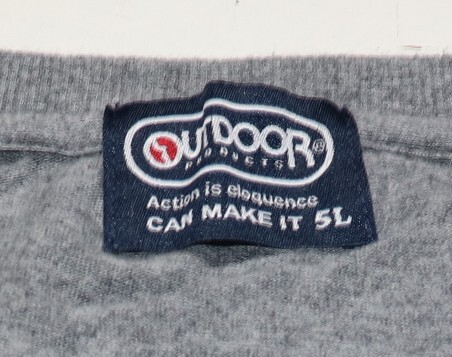 OUTDOOR®
PRODUCTS
Action is eloquence
CAN MAKE IT 5L